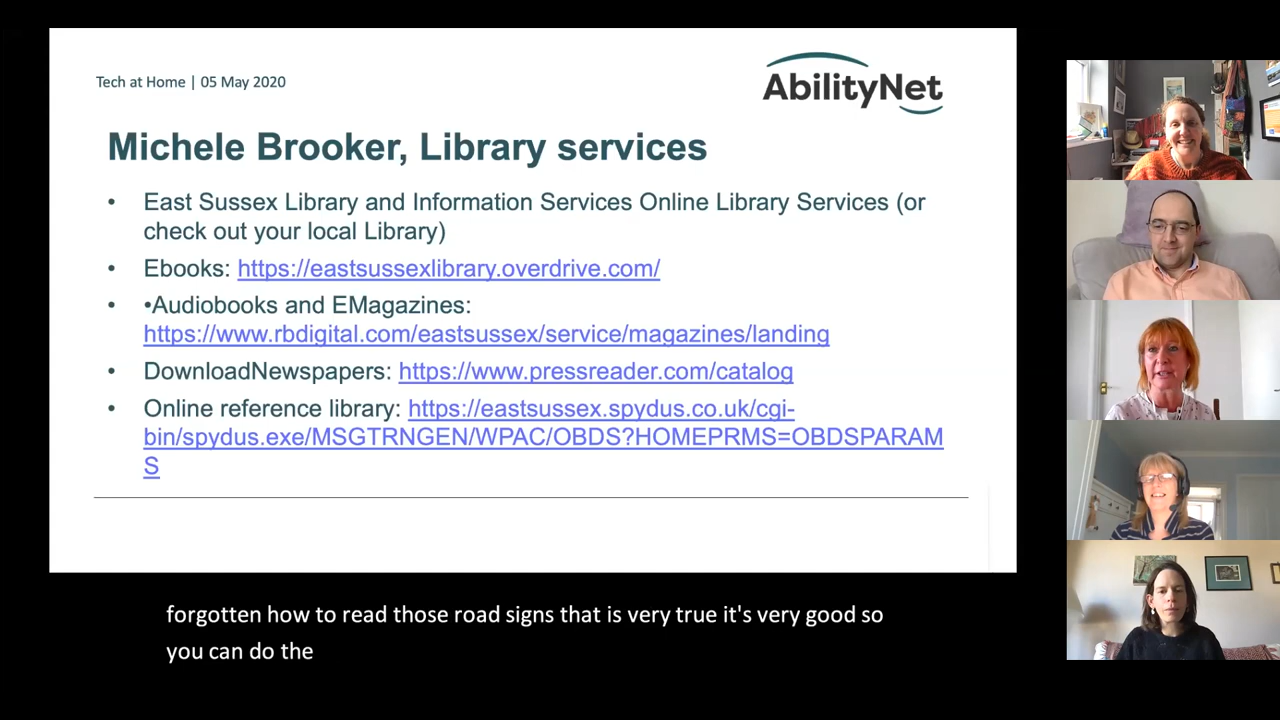 Tech at Home | 05 May 2020
AbilityNet
Michele Brooker, Library services
• East Sussex Library and Information Services Online Library Services (or
check out your local Library)
• Ebooks: https://eastsussexlibrary.overdrive.com/
• •Audiobooks and EMagazines:
https://www.rbdigital.com/eastsussex/service/magazines/landing
• DownloadNewspapers: https://www.pressreader.com/catalog
• Online reference library: https://eastsussex.spydus.co.uk/cgi-
bin/spydus.exe/MSGTRNGEN/WPAC/OBDS?HOMEPRMS=OBDSPARAM
S
forgotten how to read those road signs that is very true it's very good so
you can do the